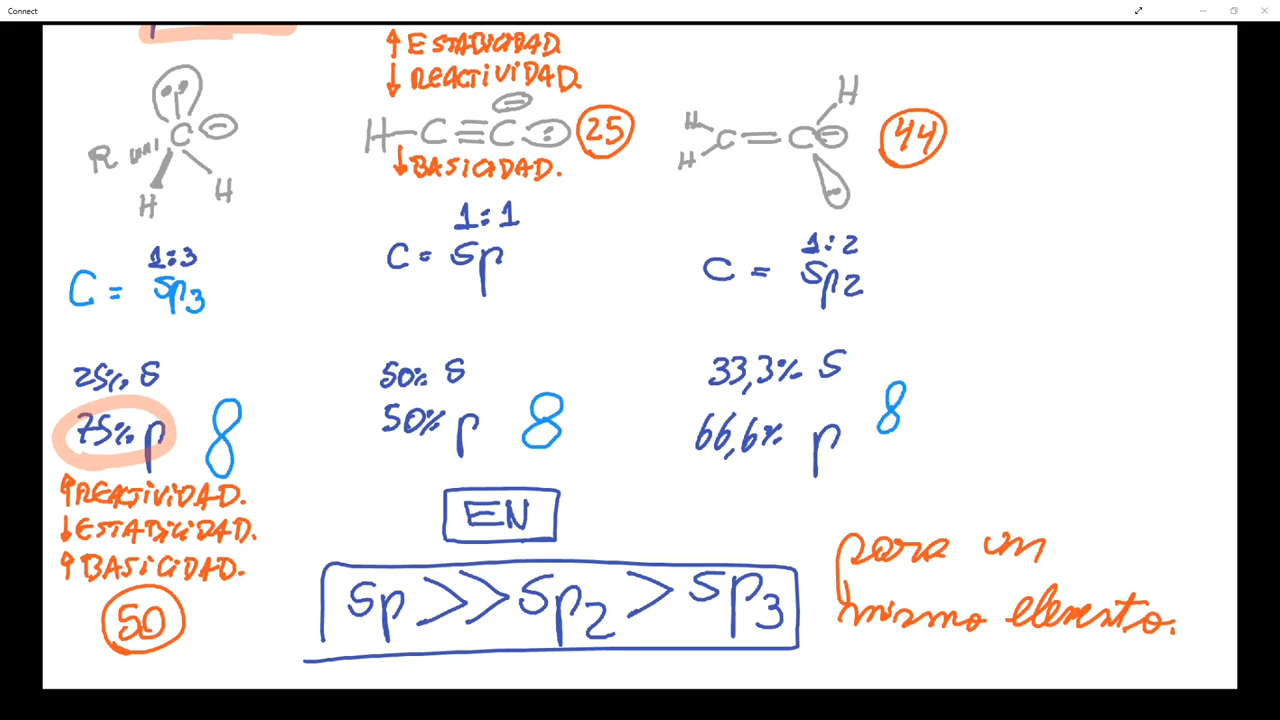 Connect
↑ ESTABILIDAD.
↓ REACTIVIDAD.
R C ⊖ H H
H-C≡C ⊖ 25
↓ BASICIDAD.
H H C=C ⊖ H 44
1:3
C = sp3
1:1
C = sp
1:2
C = sp2
25% s
75% p 8
50% s
50% p 8
33,3% s
66,6% p 8
↑REACTIVIDAD.
↓ESTABILIDAD.
↑BASICIDAD.
50
EN
sp >> sp2 > sp3
para un
mismo elemento.